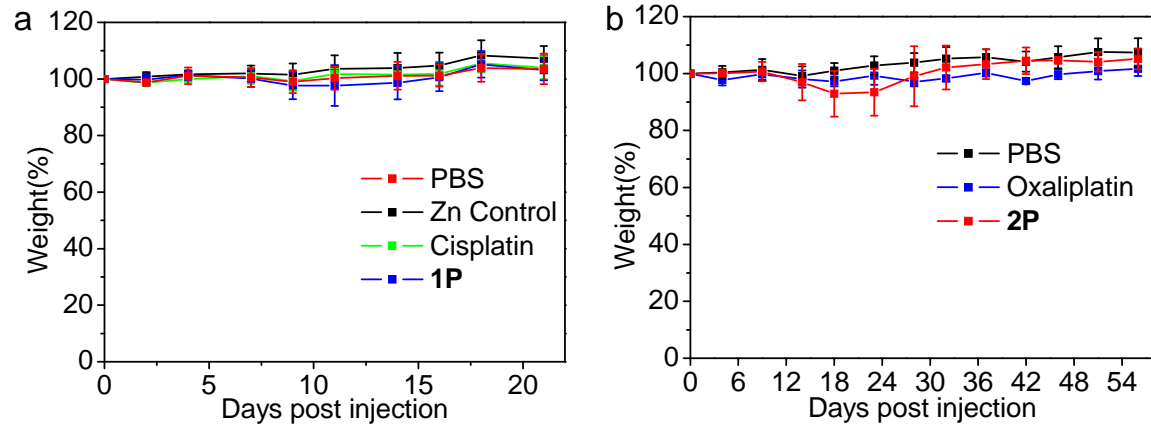 a
120
100
80
60
40
20
0
Weight(%)
PBS
Zn Control
Cisplatin
1P
0 5 10 15 20
Days post injection
b
120
100
80
60
40
20
0
Weight(%)
PBS
Oxaliplatin
2P
0 6 12 18 24 30 36 42 48 54
Days post injection